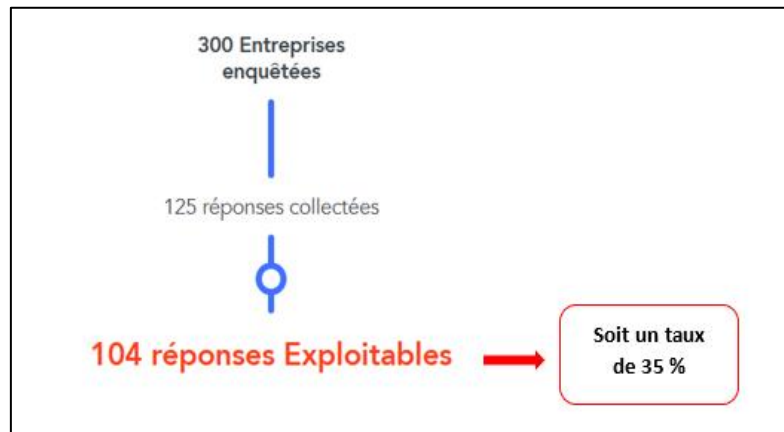 300 Entreprises
enquêtées
125 réponses collectées
104 réponses Exploitables
Soit un taux
de 35 %